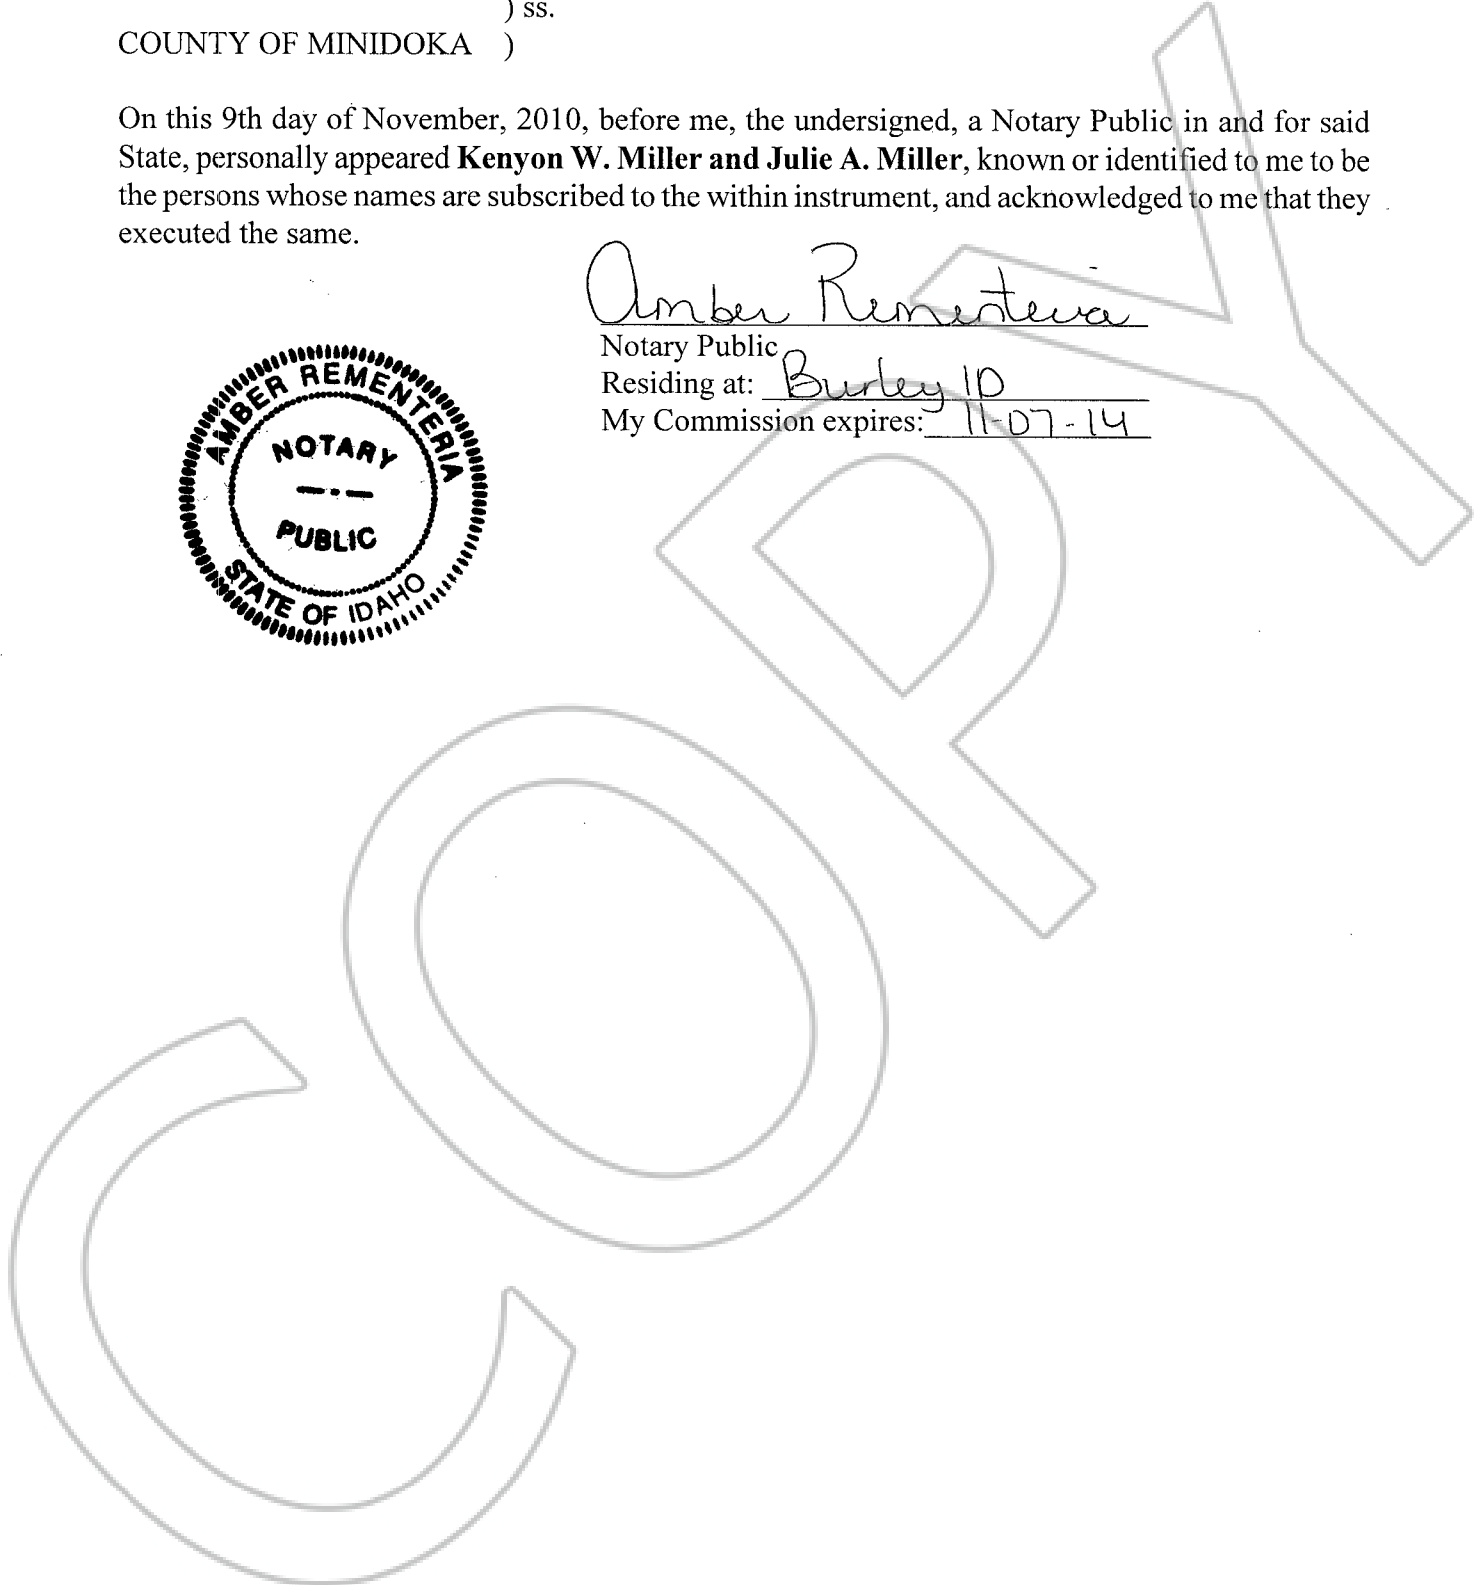 ) ss.
COUNTY OF MINIDOKA )
On this 9th day of November, 2010, before me, the undersigned, a Notary Public in and for said
State, personally appeared Kenyon W. Miller and Julie A. Miller, known or identified to me to be
the persons whose names are subscribed to the within instrument, and acknowledged to me that they
executed the same.
Amber Rementeria
Notary Public
Residing at: Burley ID
My Commission expires: 11-07-14
AMBER REMENTERIA
NOTARY
PUBLIC
STATE OF IDAHO
COPY